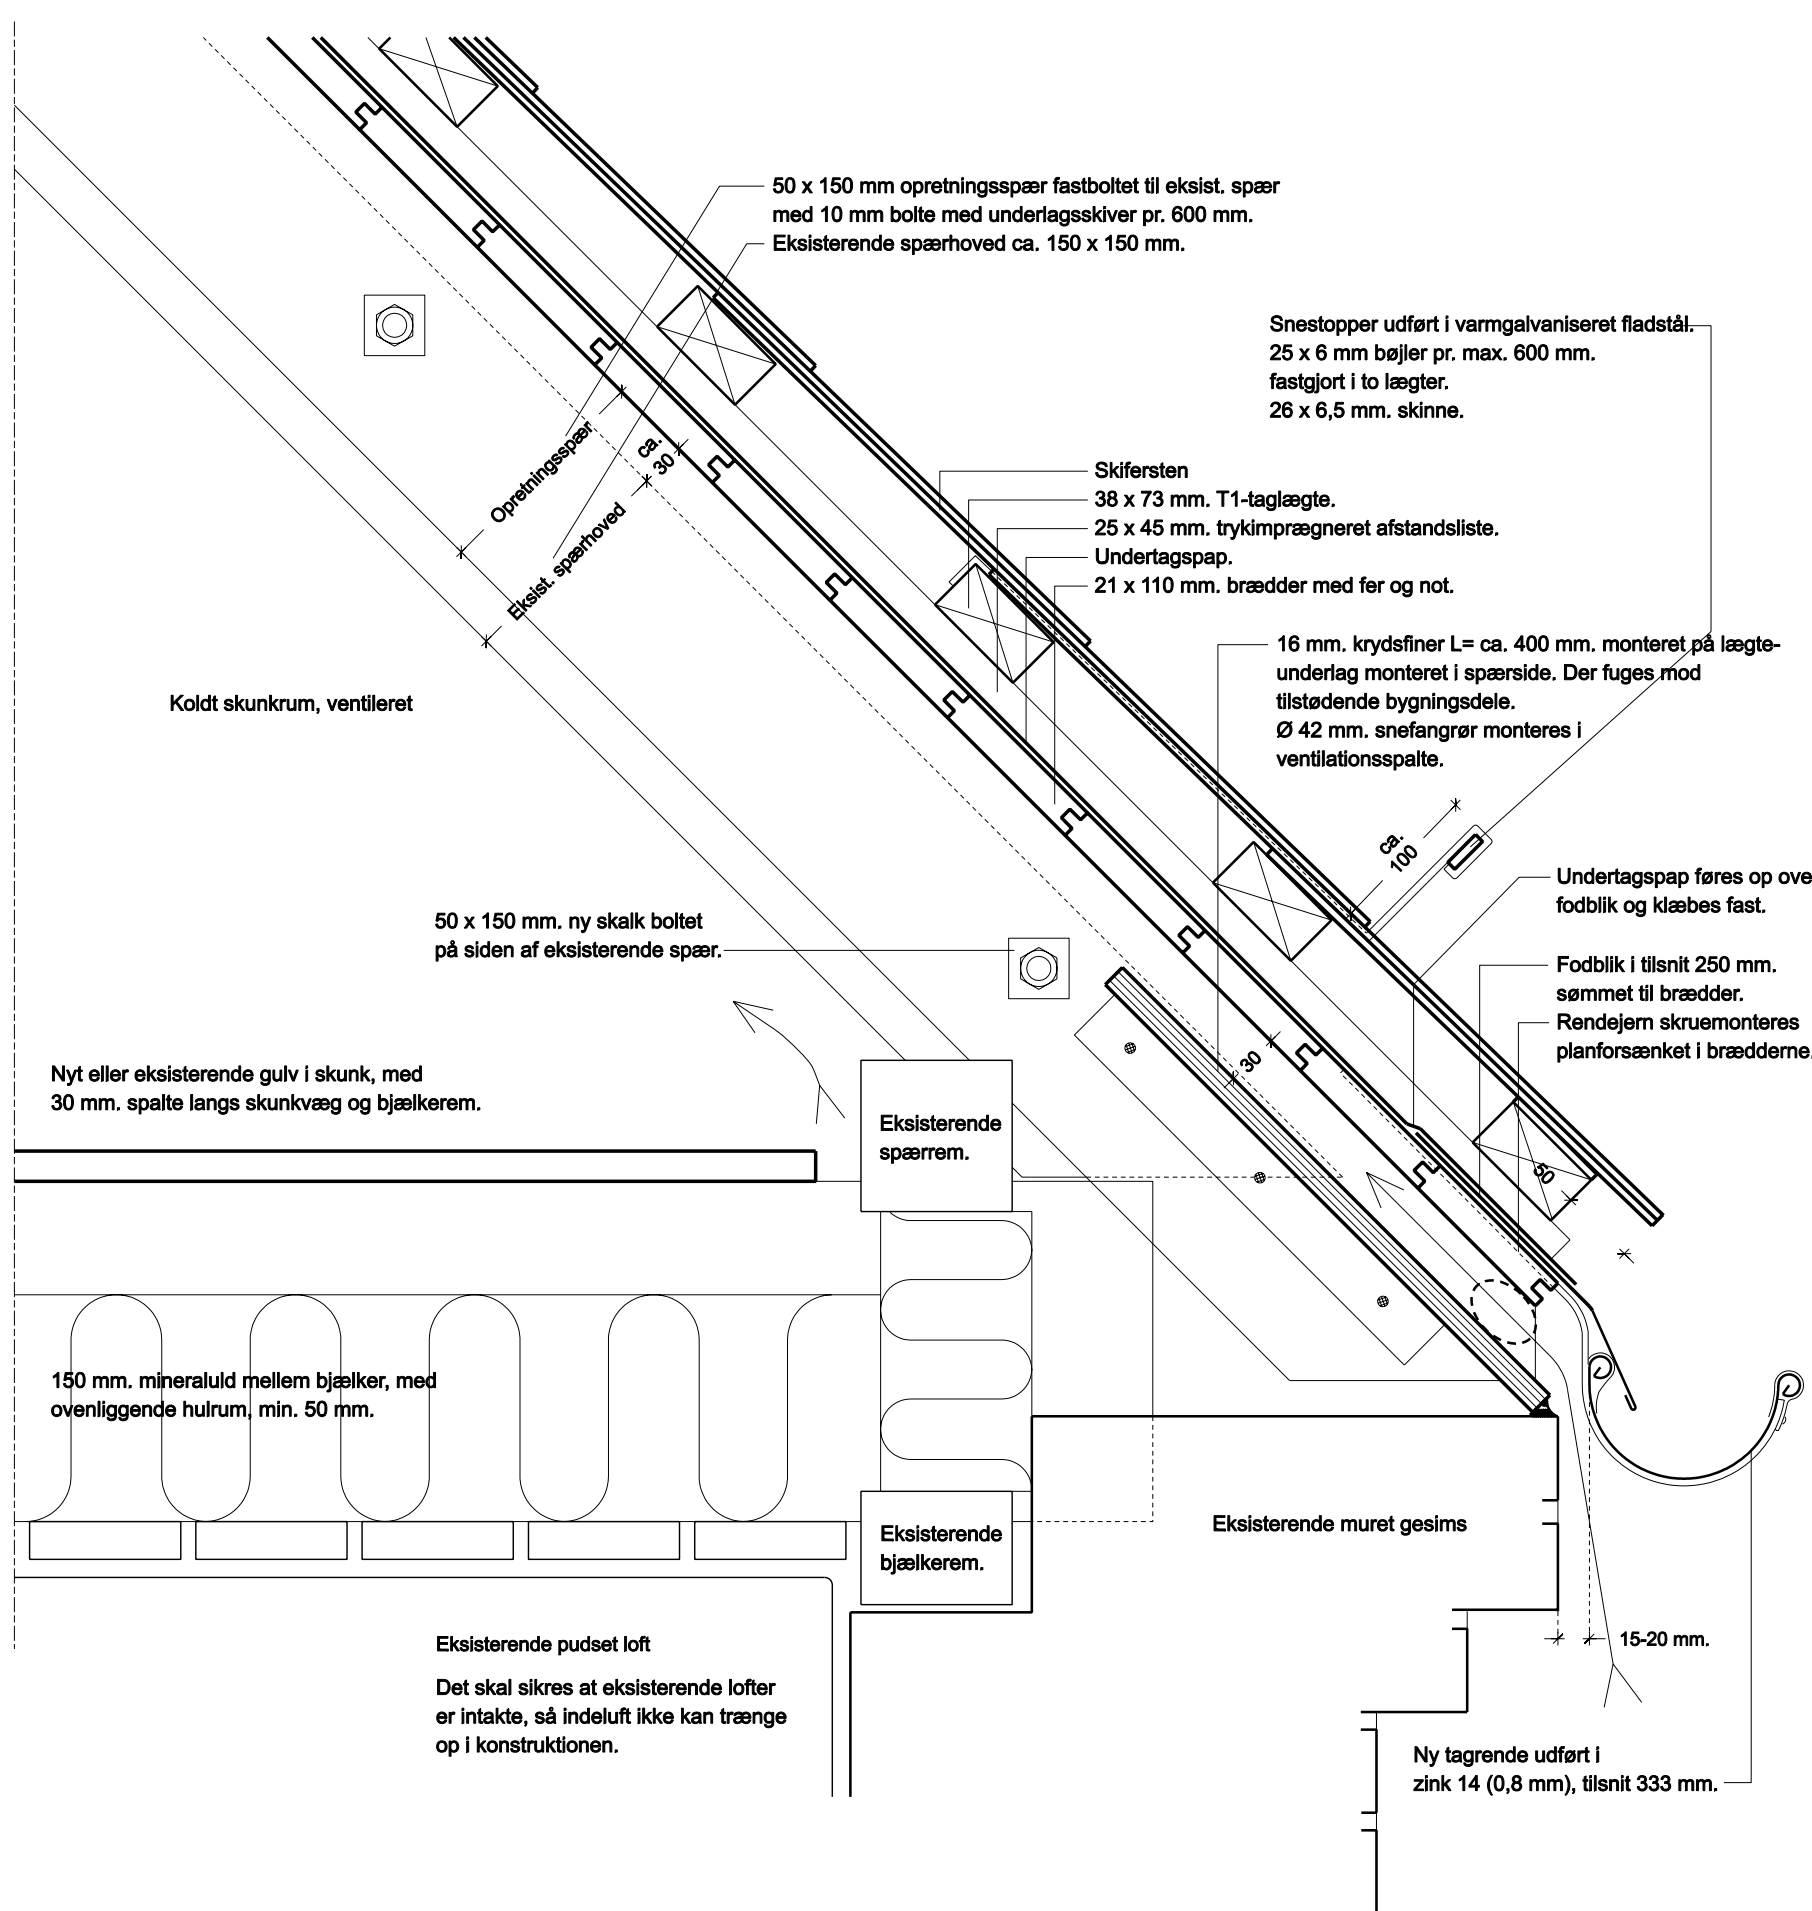 50 x 150 mm opretningsspær fastboltet til eksist. spær
med 10 mm bolte med underlagsskiver pr. 600 mm.
Eksisterende spærhoved ca. 150 x 150 mm.
Snestopper udført i varmgalvaniseret fladstål.
25 x 6 mm bøjler pr. max. 600 mm.
fastgjort i to lægter.
26 x 6,5 mm. skinne.
Opretningsspær
ca.
30
Eksist. spærhoved
Skifersten
38 x 73 mm. T1-taglægte.
25 x 45 mm. trykimprægneret afstandsliste.
Undertagspap.
21 x 110 mm. brædder med fer og not.
16 mm. krydsfiner L= ca. 400 mm. monteret på lægte-
underlag monteret i spærside. Der fuges mod
tilstødende bygningsdele.
Ø 42 mm. snefangrør monteres i
ventilationsspalte.
Koldt skunkrum, ventileret
ca.
100
Undertagspap føres op ove
fodblik og klæbes fast.
50 x 150 mm. ny skalk boltet
på siden af eksisterende spær.
Fodblik i tilsnit 250 mm.
sømmet til brædder.
Rendejern skruemonteres
planforsænket i brædderne.
30
Nyt eller eksisterende gulv i skunk, med
30 mm. spalte langs skunkvæg og bjælkerem.
Eksisterende
spærrem.
50
150 mm. mineraluld mellem bjælker, med
ovenliggende hulrum, min. 50 mm.
Eksisterende muret gesims
Eksisterende
bjælkerem.
Eksisterende pudset loft
Det skal sikres at eksisterende lofter
er intakte, så indeluft ikke kan trænge
op i konstruktionen.
15-20 mm.
Ny tagrende udført i
zink 14 (0,8 mm), tilsnit 333 mm.